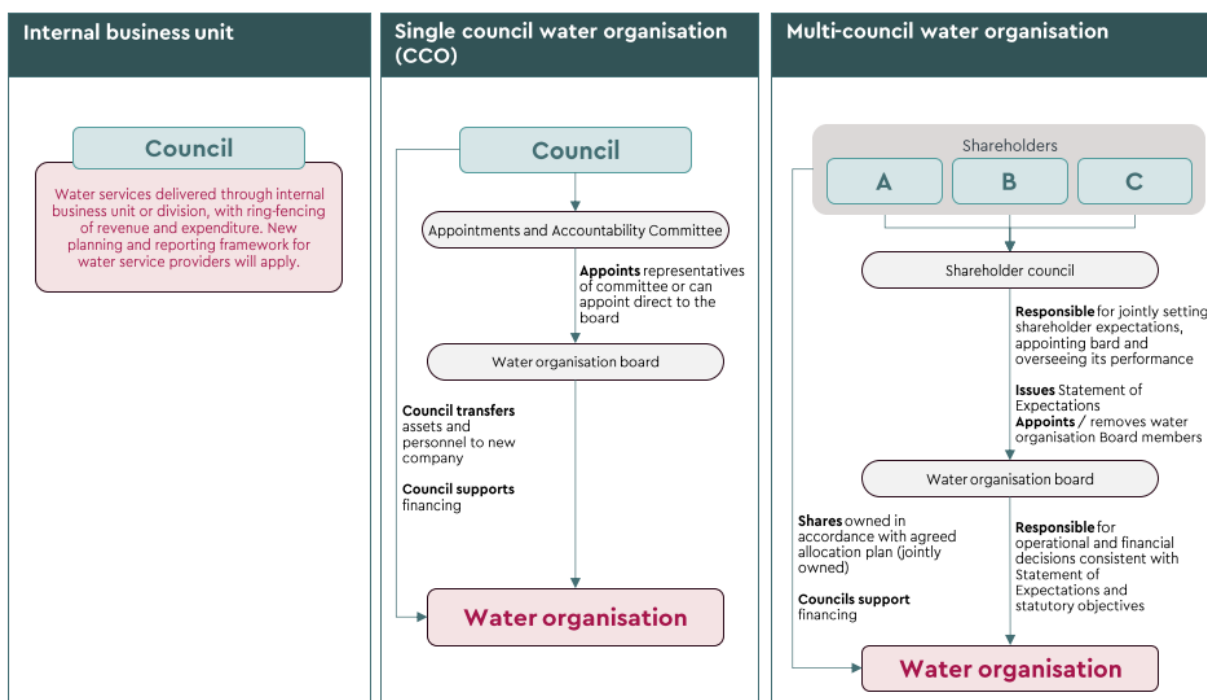 Internal business unit
Council
Water services delivered through internal
business unit or division, with ring-fencing
of revenue and expenditure. New
planning and reporting framework for
water service providers will apply.
Single council water organisation
(CCO)
Council
Appointments and Accountability Committee
Appoints representatives
of committee or can
appoint direct to the
board
Water organisation board
Council transfers
assets and
personnel to new
company
Council supports
financing
Water organisation
Multi-council water organisation
Shareholders
A
B
C
Shareholder council
Responsible for jointly setting
shareholder expectations,
appointing bard and
overseeing its performance
Issues Statement of
Expectations
Appoints / removes water
organisation Board members
Water organisation board
Shares owned in
accordance with agreed
allocation plan (jointly
owned)
Councils support
financing
Responsible for
operational and financial
decisions consistent with
Statement of
Expectations and
statutory objectives
Water organisation